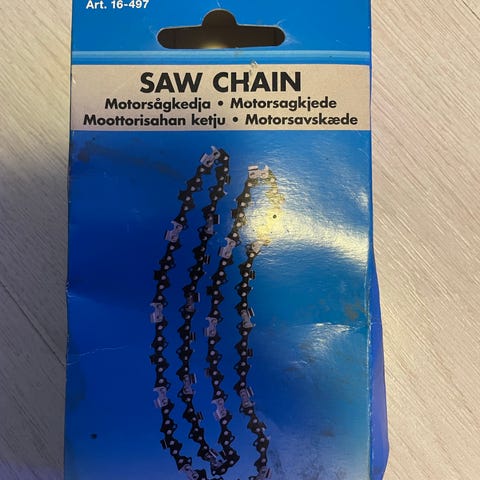 Art. 16-497
SAW CHAIN
Motorsågkedja • Motorsagkjede
Moottorisahan ketju • Motorsavskæde